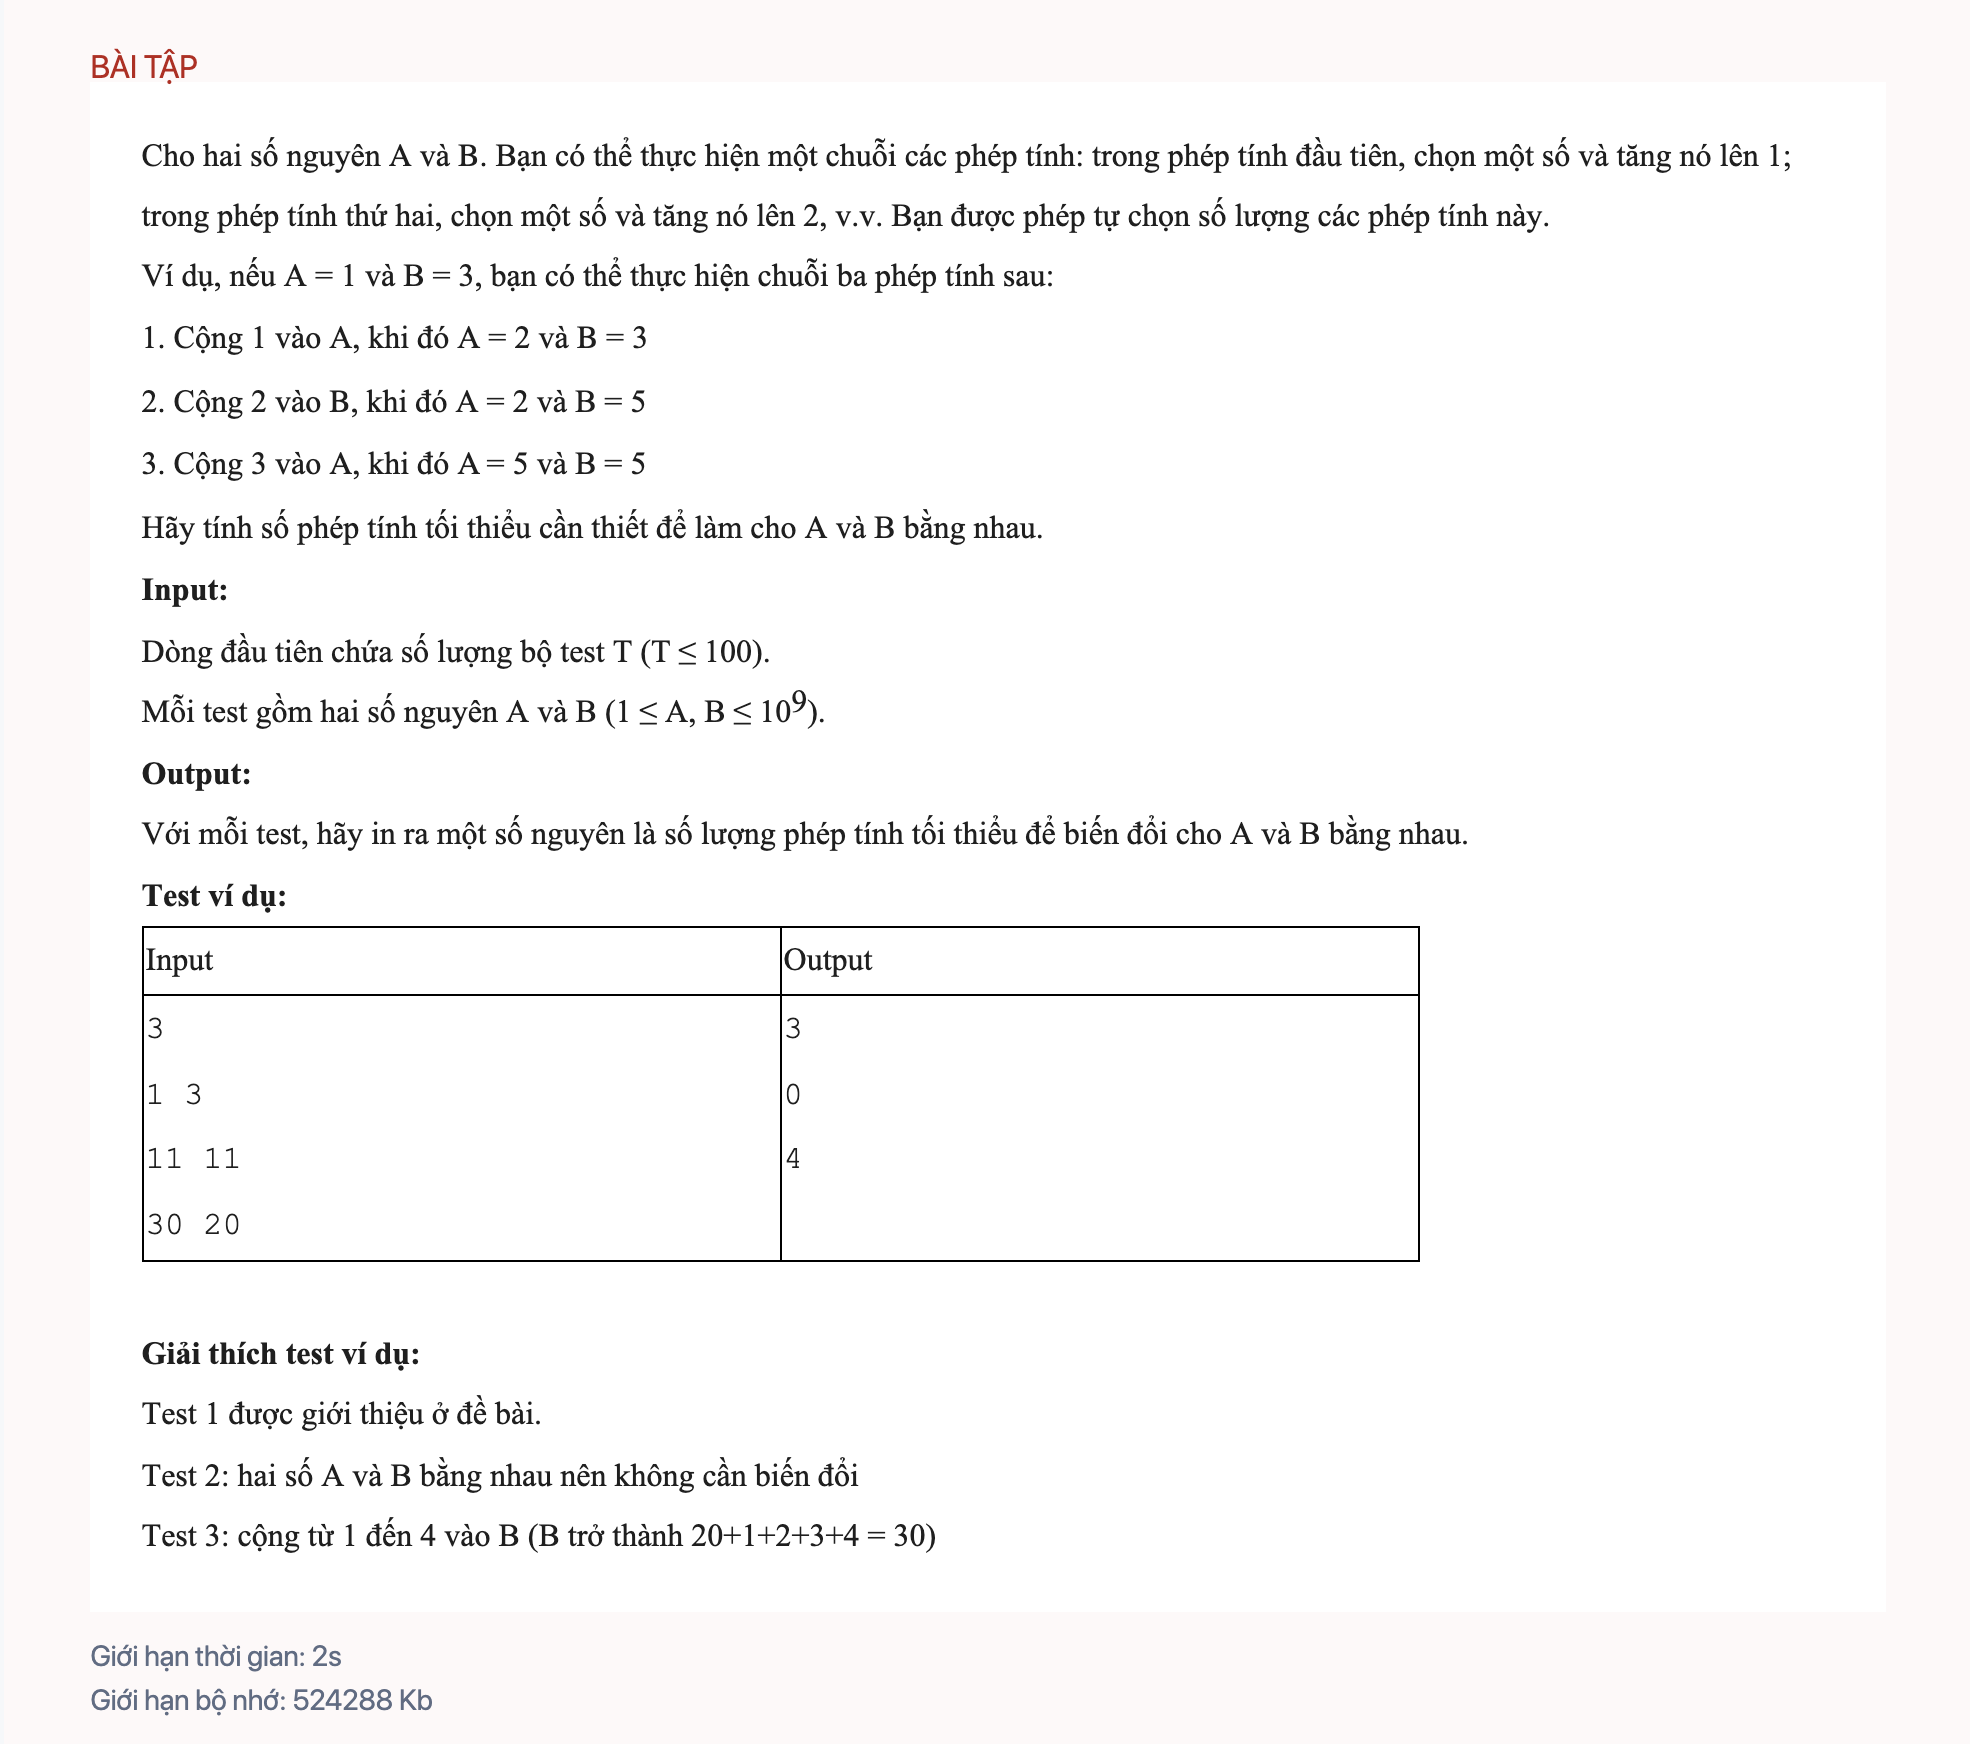 BÀI TẬP
Cho hai số nguyên A và B. Bạn có thể thực hiện một chuỗi các phép tính: trong phép tính đầu tiên, chọn một số và tăng nó lên 1;
trong phép tính thứ hai, chọn một số và tăng nó lên 2, v.v. Bạn được phép tự chọn số lượng các phép tính này.
Ví dụ, nếu A = 1 và B = 3, bạn có thể thực hiện chuỗi ba phép tính sau:
1. Cộng 1 vào A, khi đó A = 2 và B = 3
2. Cộng 2 vào B, khi đó A = 2 và B = 5
3. Cộng 3 vào A, khi đó A = 5 và B = 5
Hãy tính số phép tính tối thiểu cần thiết để làm cho A và B bằng nhau.
Input:
Dòng đầu tiên chứa số lượng bộ test T (T ≤ 100).
Mỗi test gồm hai số nguyên A và B (1 ≤ A, B ≤ 10⁹).
Output:
Với mỗi test, hãy in ra một số nguyên là số lượng phép tính tối thiểu để biến đổi cho A và B bằng nhau.
Test ví dụ:
Input Output
3 3
1 3 0
11 11 4
30 20
Giải thích test ví dụ:
Test 1 được giới thiệu ở đề bài.
Test 2: hai số A và B bằng nhau nên không cần biến đổi
Test 3: cộng từ 1 đến 4 vào B (B trở thành 20+1+2+3+4 = 30)
Giới hạn thời gian: 2s
Giới hạn bộ nhớ: 524288 Kb